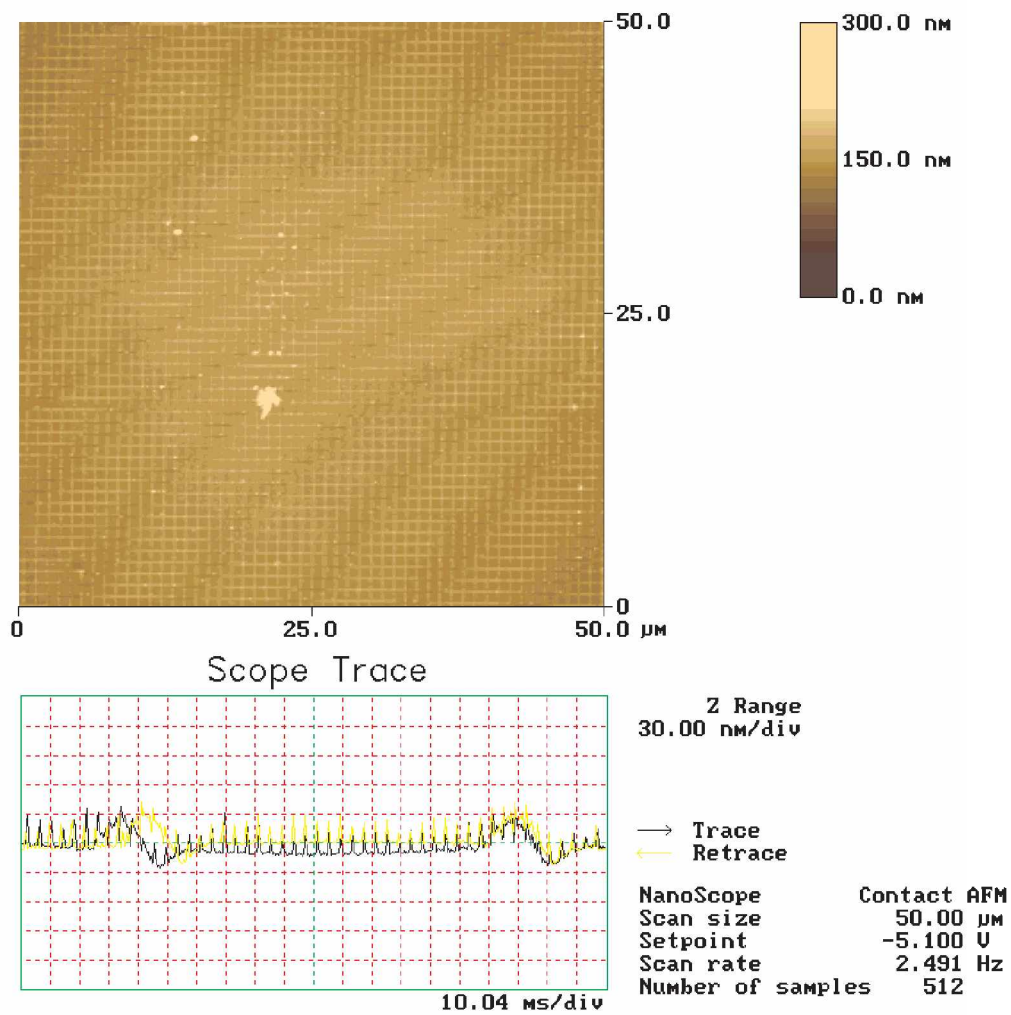 50.0
25.0
0
0 25.0 50.0 μM
300.0 nM
150.0 nM
0.0 nM
Scope Trace
Z Range
30.00 nM/div
Trace
Retrace
10.04 ms/div
NanoScope Contact AFM
Scan size 50.00 μM
Setpoint -5.100 V
Scan rate 2.491 Hz
Number of samples 512